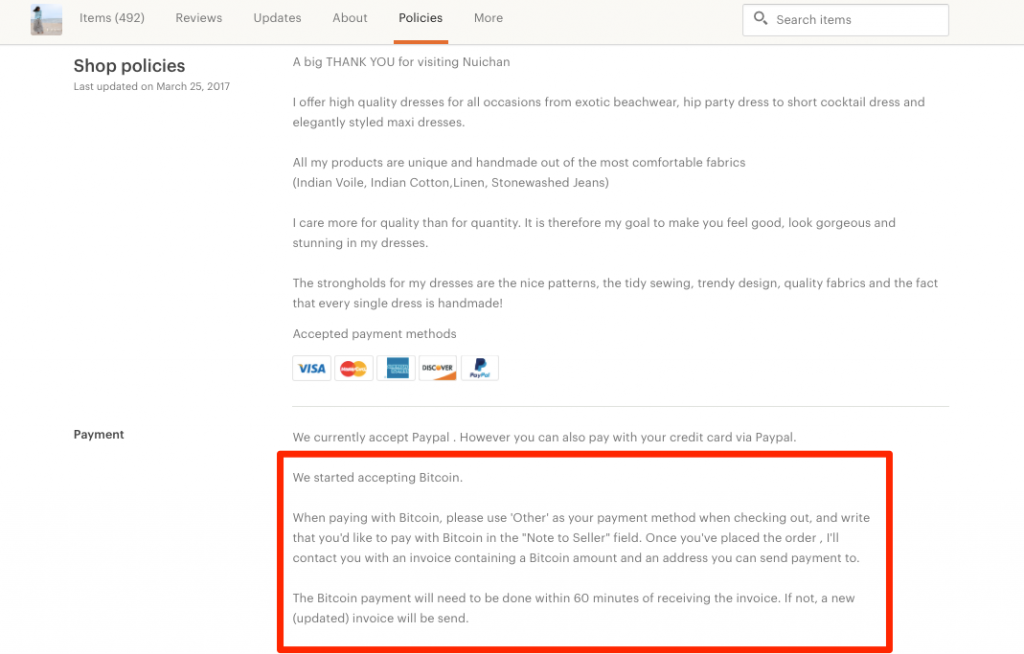 Items (492) Reviews Updates About Policies More Search items
Shop policies
Last updated on March 25, 2017
A big THANK YOU for visiting Nuichan
I offer high quality dresses for all occasions from exotic beachwear, hip party dress to short cocktail dress and
elegantly styled maxi dresses.
All my products are unique and handmade out of the most comfortable fabrics
(Indian Voile, Indian Cotton,Linen, Stonewashed Jeans)
I care more for quality than for quantity. It is therefore my goal to make you feel good, look gorgeous and
stunning in my dresses.
The strongholds for my dresses are the nice patterns, the tidy sewing, trendy design, quality fabrics and the fact
that every single dress is handmade!
Accepted payment methods
VISA MasterCard AMERICAN EXPRESS DISCOVER PayPal
Payment
We currently accept Paypal . However you can also pay with your credit card via Paypal.
We started accepting Bitcoin.
When paying with Bitcoin, please use 'Other' as your payment method when checking out, and write
that you'd like to pay with Bitcoin in the "Note to Seller" field. Once you've placed the order , I'll
contact you with an invoice containing a Bitcoin amount and an address you can send payment to.
The Bitcoin payment will need to be done within 60 minutes of receiving the invoice. If not, a new
(updated) invoice will be send.